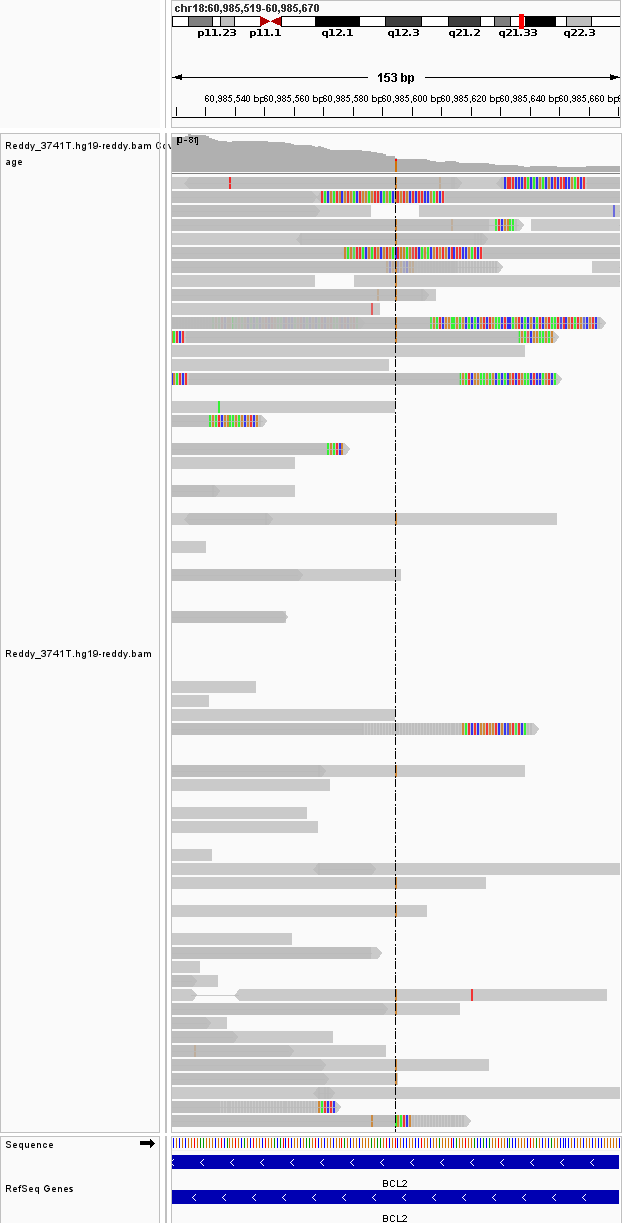 chr18:60,985,519-60,985,670
p11.23 p11.1 q12.1 q12.3 q21.2 q21.33 q22.3
153 bp
60,985,540 bp 60,985,560 bp 60,985,580 bp 60,985,600 bp 60,985,620 bp 60,985,640 bp 60,985,660 bp
Reddy_3741T.hg19-reddy.bam Cov
age
[0-81]
Reddy_3741T.hg19-reddy.bam
Sequence
RefSeq Genes
BCL2
BCL2